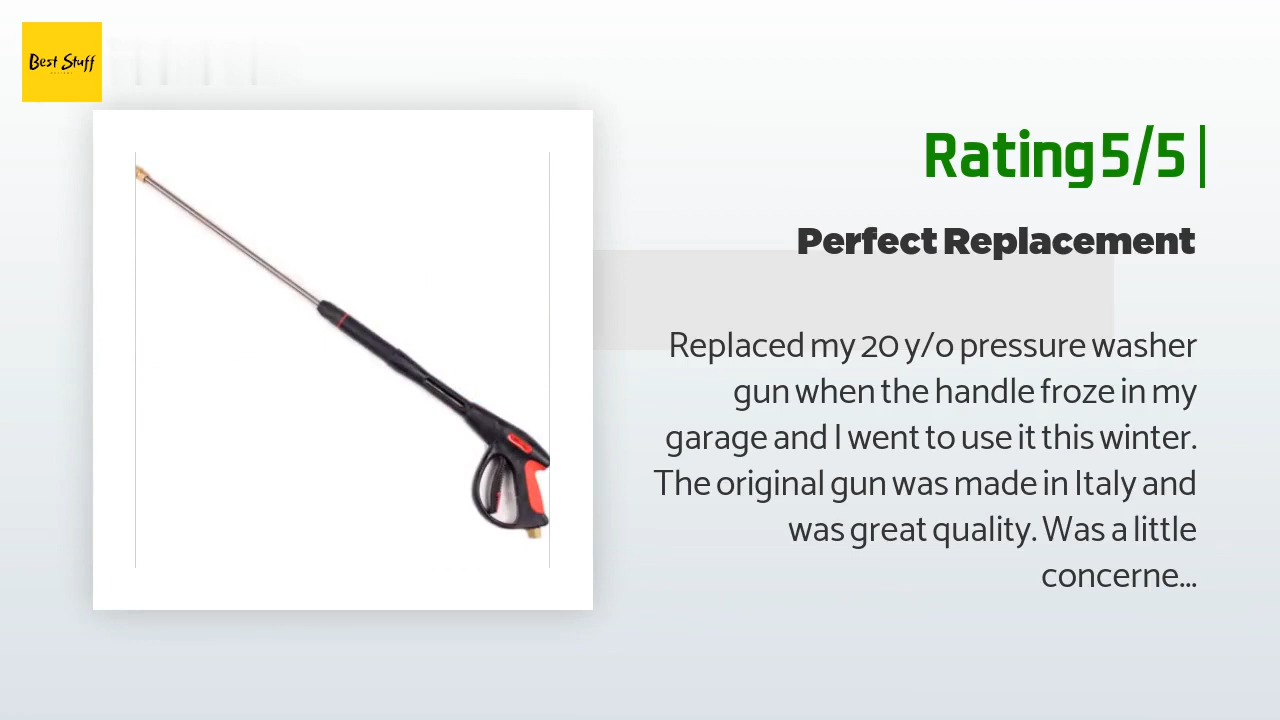 Best Stuff
Rating 5/5
Perfect Replacement
Replaced my 20 y/o pressure washer
gun when the handle froze in my
garage and I went to use it this winter.
The original gun was made in Italy and
was great quality. Was a little
concerne...